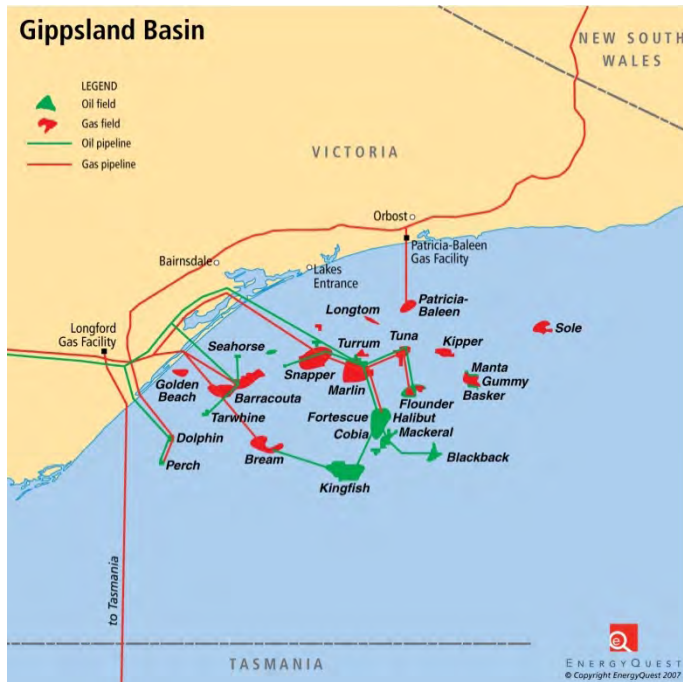 Gippsland Basin
NEW SOUTH
WALES
LEGEND
Oil field
Gas field
Oil pipeline
Gas pipeline
VICTORIA
Orbost
Patricia-Baleen
Gas Facility
Bairnsdale
Lakes
Entrance
Longford
Gas Facility
Patricia-
Baleen
Longtom
Sole
Seahorse
Turrum
Tuna
Kipper
Snapper
Marlin
Manta
Gummy
Basker
Golden
Beach
Barracouta
Flounder
Tarwhine
Fortescue
Halibut
Cobia
Mackeral
Dolphin
Perch
Bream
Blackback
Kingfish
to Tasmania
TASMANIA
e
ENERGYQUEST
© Copyright EnergyQuest 2007